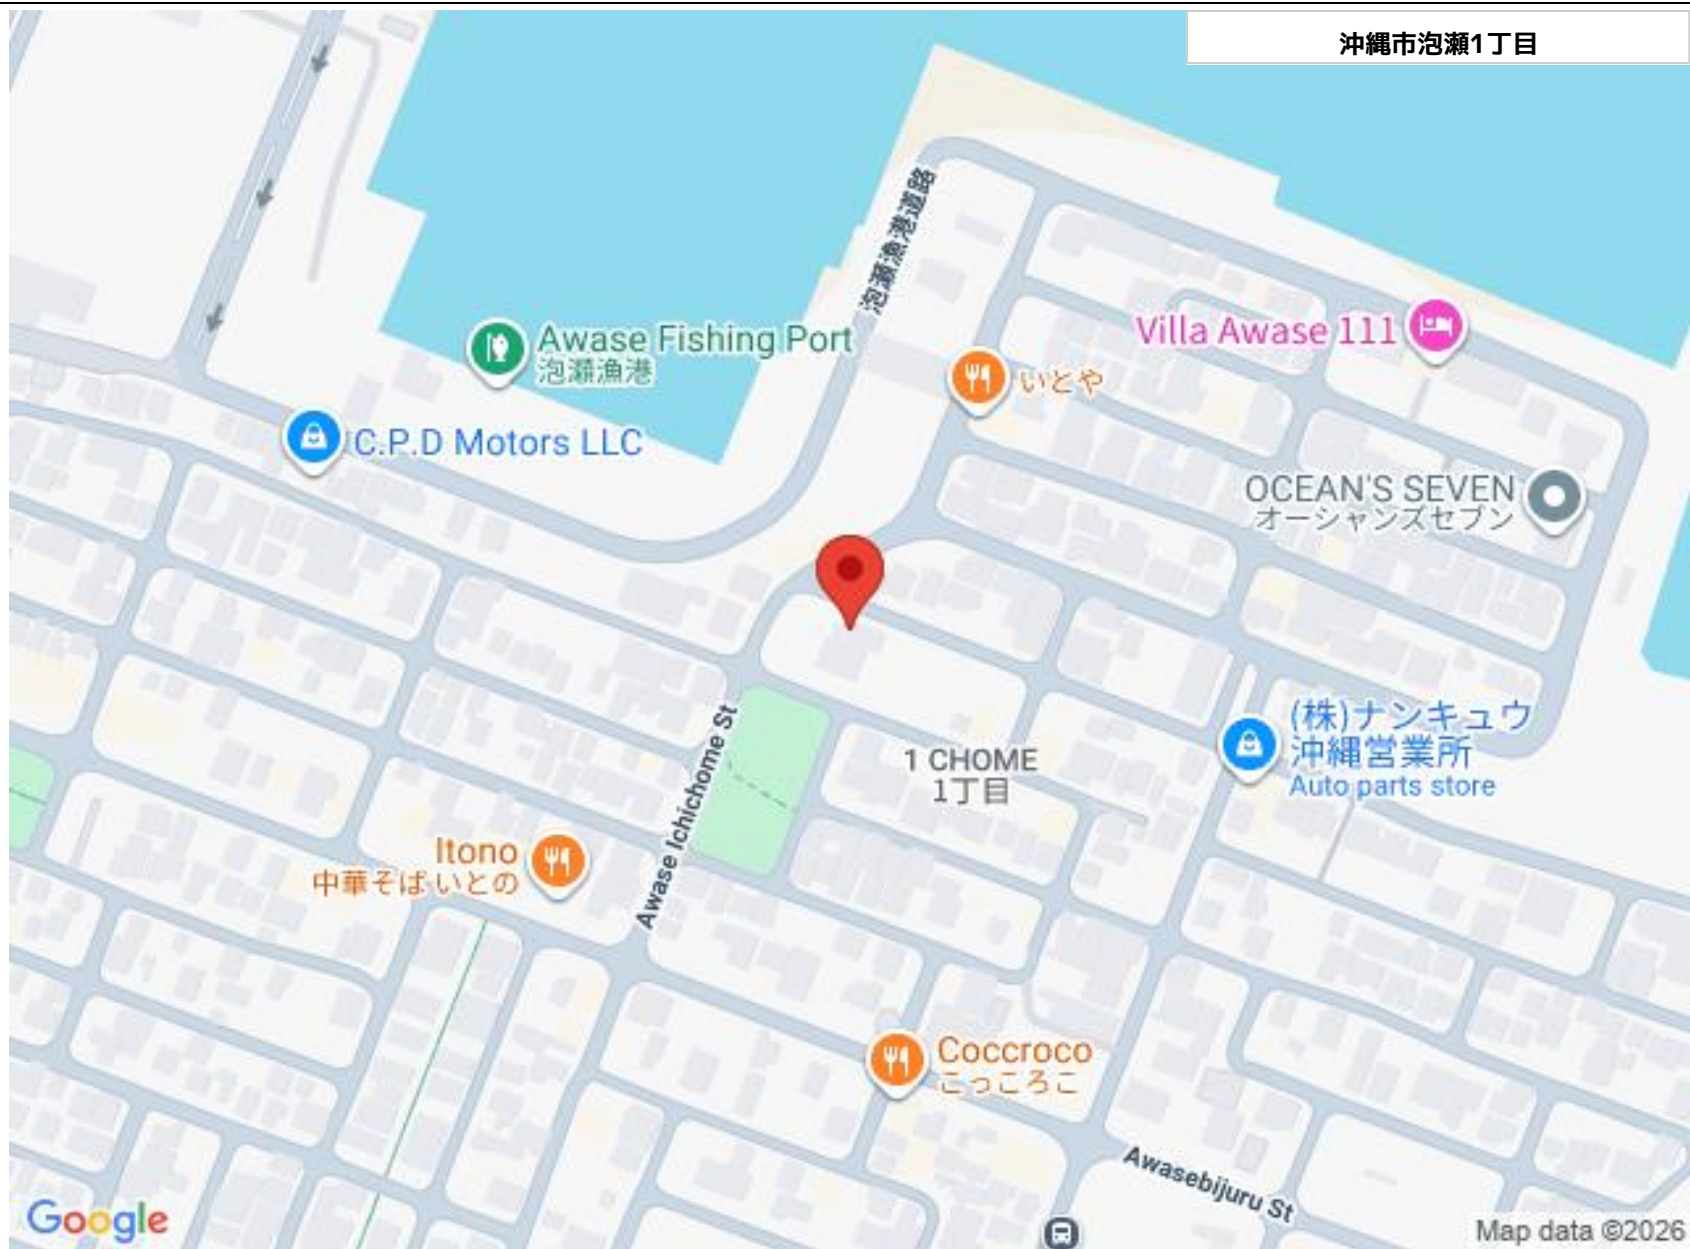 沖縄市泡瀬1丁目
泡瀬漁港道路
Awase Fishing Port
泡瀬漁港
Villa Awase 111
いとや
C.P.D Motors LLC
OCEAN'S SEVEN
オーシャンズセブン
(株)ナンキュウ
沖縄営業所
Auto parts store
Awase Ichichome St
1 CHOME
1丁目
Itono
中華そば いとの
Coccroco
こっころこ
Awasebijuru St
Google
Map data ©2026